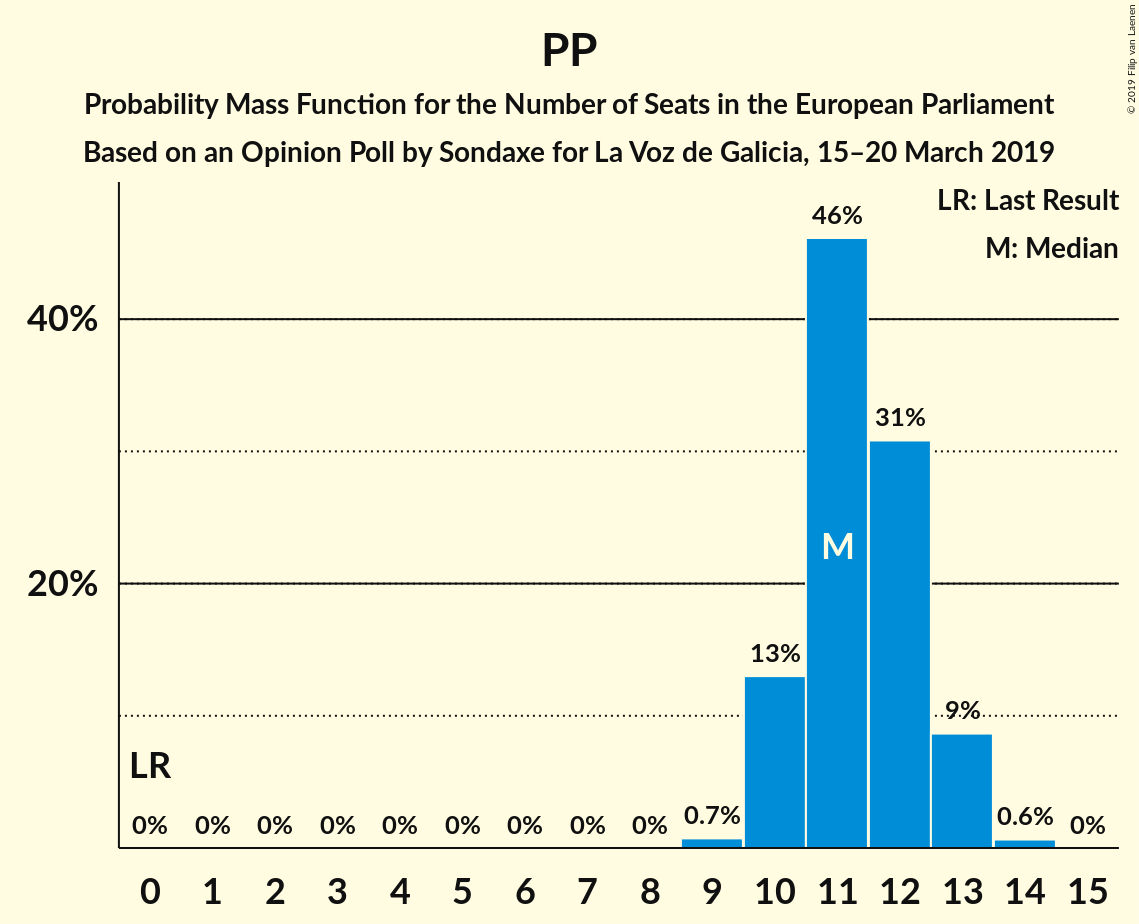 PP
Probability Mass Function for the Number of Seats in the European Parliament
Based on an Opinion Poll by Sondaxe for La Voz de Galicia, 15–20 March 2019
© 2019 Filip van Laenen
LR: Last Result
M: Median
46%
40%
31%
M
20%
13%
9%
LR
0% 0% 0% 0% 0% 0% 0% 0% 0% 0.7% 0.6% 0%
0 1 2 3 4 5 6 7 8 9 10 11 12 13 14 15